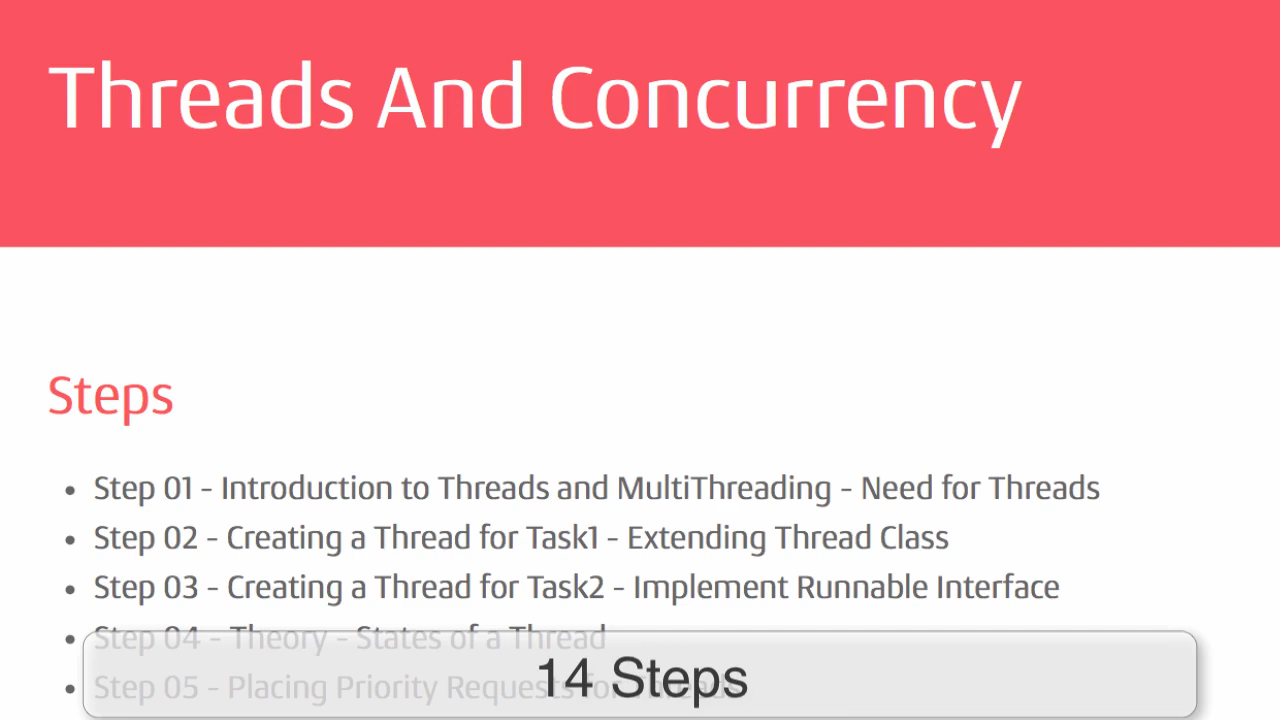 Threads And Concurrency
Steps
• Step 01 - Introduction to Threads and MultiThreading - Need for Threads
• Step 02 - Creating a Thread for Task1 - Extending Thread Class
• Step 03 - Creating a Thread for Task2 - Implement Runnable Interface
• Step 04 - Theory - States of a Thread
• Step 05 - Placing Priority Requests for
14 Steps